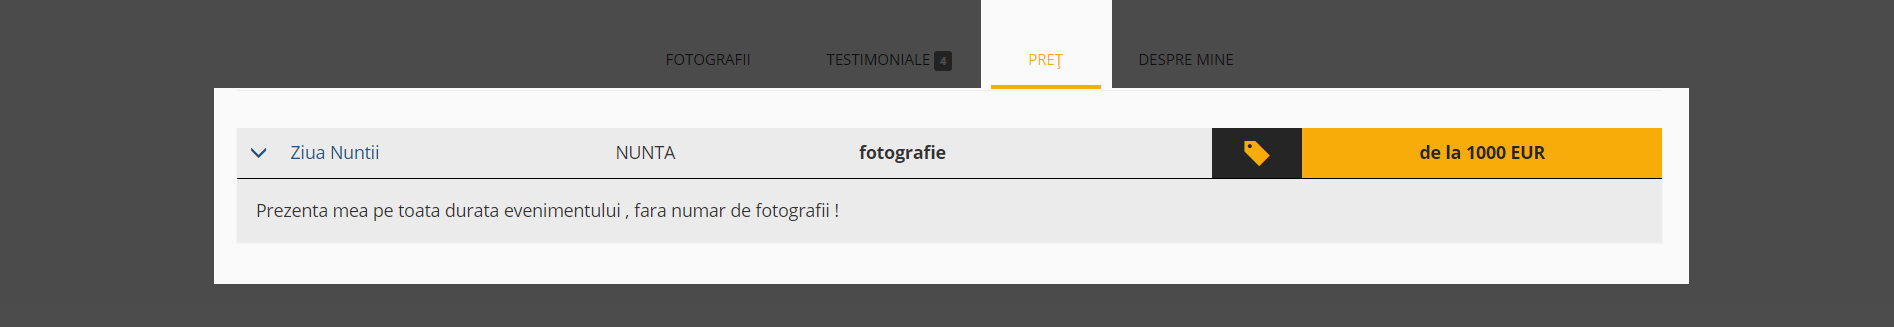 FOTOGRAFII TESTIMONIALE 4 PREŢ DESPRE MINE
Ziua Nuntii NUNTA fotografie de la 1000 EUR
Prezenta mea pe toata durata evenimentului , fara numar de fotografii !